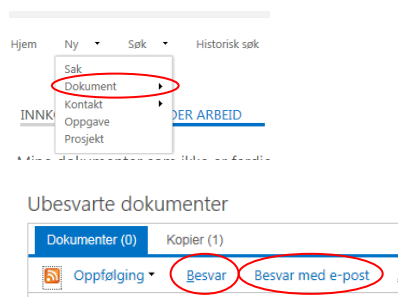 Hjem Ny Søk Historisk søk
Sak
Dokument
Kontakt
INNK DER ARBEID
Oppgave
Prosjekt
Ubesvarte dokumenter
Dokumenter (0) Kopier (1)
Oppfølging Besvar Besvar med e-post